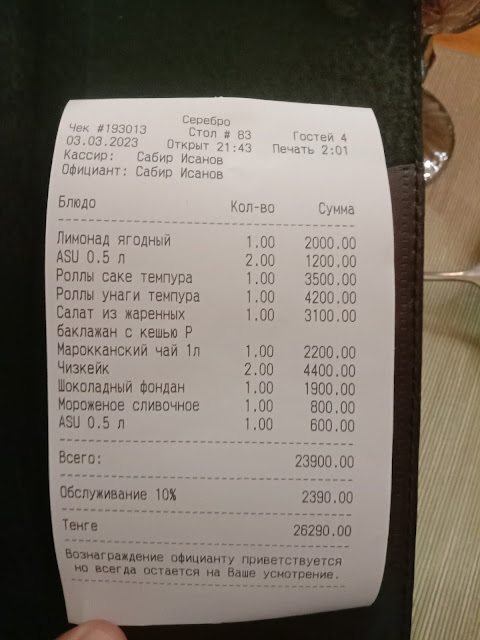 Серебро
Чек #193013 Стол # 83 Гостей 4
03.03.2023 Открыт 21:43 Печать 2:01
Кассир: Сабир Исанов
Официант: Сабир Исанов
Блюдо Кол-во Сумма
Лимонад ягодный 1.00 2000.00
ASU 0.5 л 2.00 1200.00
Роллы саке темпура 1.00 3500.00
Роллы унаги темпура 1.00 4200.00
Салат из жаренных 1.00 3100.00
баклажан с кешью Р
Марокканский чай 1л 1.00 2200.00
Чизкейк 2.00 4400.00
Шоколадный фондан 1.00 1900.00
Мороженое сливочное 1.00 800.00
ASU 0.5 л 1.00 600.00
Всего: 23900.00
Обслуживание 10% 2390.00
Тенге 26290.00
Вознаграждение официанту приветствуется
но всегда остается на Ваше усмотрение.